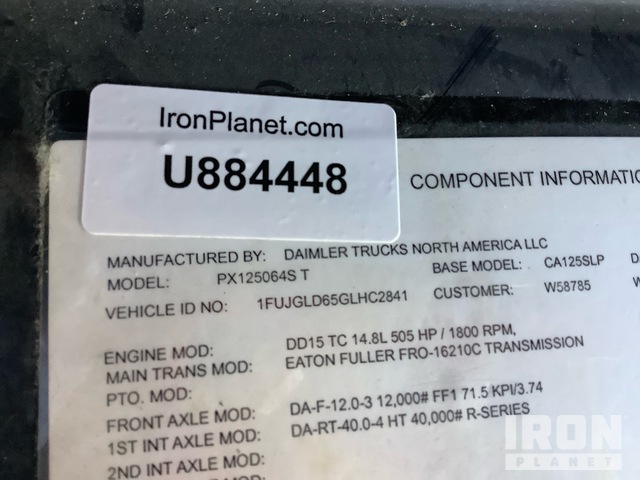 IronPlanet.com
U884448
COMPONENT INFORMATIO
MANUFACTURED BY: DAIMLER TRUCKS NORTH AMERICA LLC
MODEL: PX125064S T BASE MODEL: CA125SLP
VEHICLE ID NO: 1FUJGLD65GLHC2841 CUSTOMER: W58785
ENGINE MOD: DD15 TC 14.8L 505 HP / 1800 RPM,
MAIN TRANS MOD: EATON FULLER FRO-16210C TRANSMISSION
PTO. MOD:
FRONT AXLE MOD: DA-F-12.0-3 12,000# FF1 71.5 KPI/3.74
1ST INT AXLE MOD: DA-RT-40.0-4 HT 40,000# R-SERIES
2ND INT AXLE MOD:
IRON
PLANET